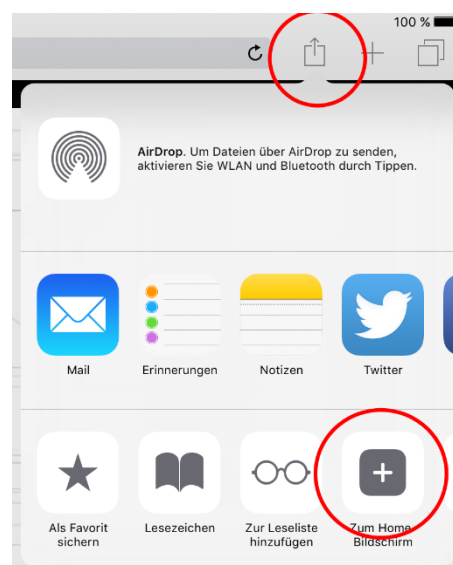 100 %
AirDrop. Um Dateien über AirDrop zu senden,
aktivieren Sie WLAN und Bluetooth durch Tippen.
Mail
Erinnerungen
Notizen
Twitter
Als Favorit
sichern
Lesezeichen
Zur Leseliste
hinzufügen
Zum Home-
Bildschirm